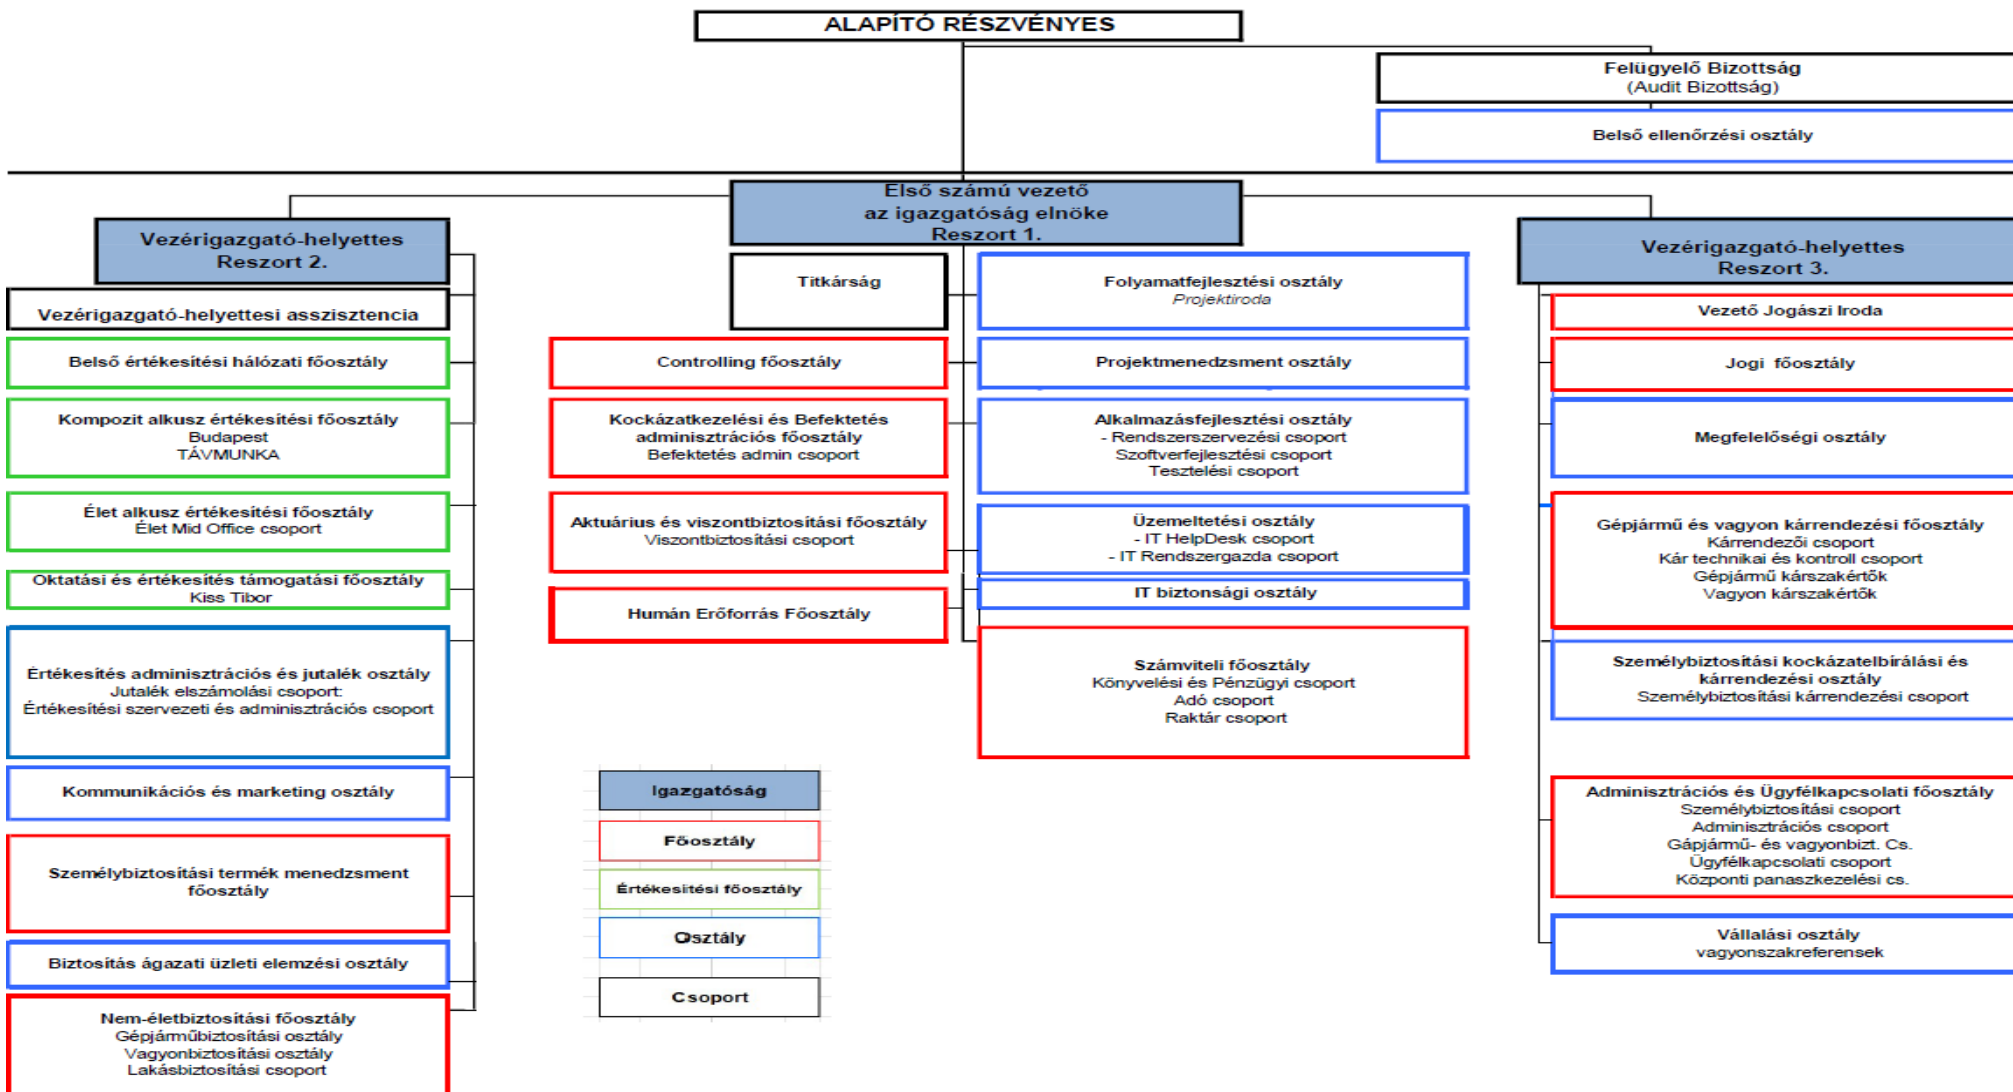 ALAPÍTÓ RÉSZVÉNYES
Felügyelő Bizottság
(Audit Bizottság)
Belső ellenőrzési osztály
Első számú vezető
az igazgatóság elnöke
Reszort 1.
Vezérigazgató-helyettes
Reszort 2.
Vezérigazgató-helyettesi asszisztencia
Belső értékesítési hálózati főosztály
Kompozit alkusz értékesítési főosztály
Budapest
TÁVMUNKA
Élet alkusz értékesítési főosztály
Élet Mid Office csoport
Oktatási és értékesítés támogatási főosztály
Kiss Tibor
Értékesítés adminisztrációs és jutalék osztály
Jutalék elszámolási csoport:
Értékesítési szervezeti és adminisztrációs csoport
Kommunikációs és marketing osztály
Személybiztosítási termék menedzsment
főosztály
Biztosítás ágazati üzleti elemzési osztály
Nem-életbiztosítási főosztály
Gépjárműbiztosítási osztály
Vagyonbiztosítási osztály
Lakásbiztosítási csoport
Titkárság
Controlling főosztály
Kockázatkezelési és Befektetés
adminisztrációs főosztály
Befektetés admin csoport
Aktuárius és viszontbiztosítási főosztály
Viszontbiztosítási csoport
Humán Erőforrás Főosztály
Folyamatfejlesztési osztály
Projektiroda
Projektmenedzsment osztály
Alkalmazásfejlesztési osztály
- Rendszerszervezési csoport
Szoftverfejlesztési csoport
Tesztelési csoport
Üzemeltetési osztály
- IT HelpDesk csoport
- IT Rendszergazda csoport
IT biztonsági osztály
Számviteli főosztály
Könyvelési és Pénzügyi csoport
Adó csoport
Raktár csoport
Igazgatóság
Főosztály
Értékesíitési főosztály
Osztály
Csoport
Vezérigazgató-helyettes
Reszort 3.
Vezető Jogászi Iroda
Jogi főosztály
Megfelelőségi osztály
Gépjármű és vagyon kárrendezési főosztály
Kárrendezői csoport
Kár technikai és kontroll csoport
Gépjármű kárszakértők
Vagyon kárszakértők
Személybiztosítási kockázatelbírálási és
kárrendezési osztály
Személybiztosítási kárrendezési csoport
Adminisztrációs és Ügyfélkapcsolati főosztály
Személybiztosítási csoport
Adminisztrációs csoport
Gápjármű- és vagyonbizt. Cs.
Ügyfélkapcsolati csoport
Központi panaszkezelési cs.
Vállalási osztály
vagyonszakreferensek